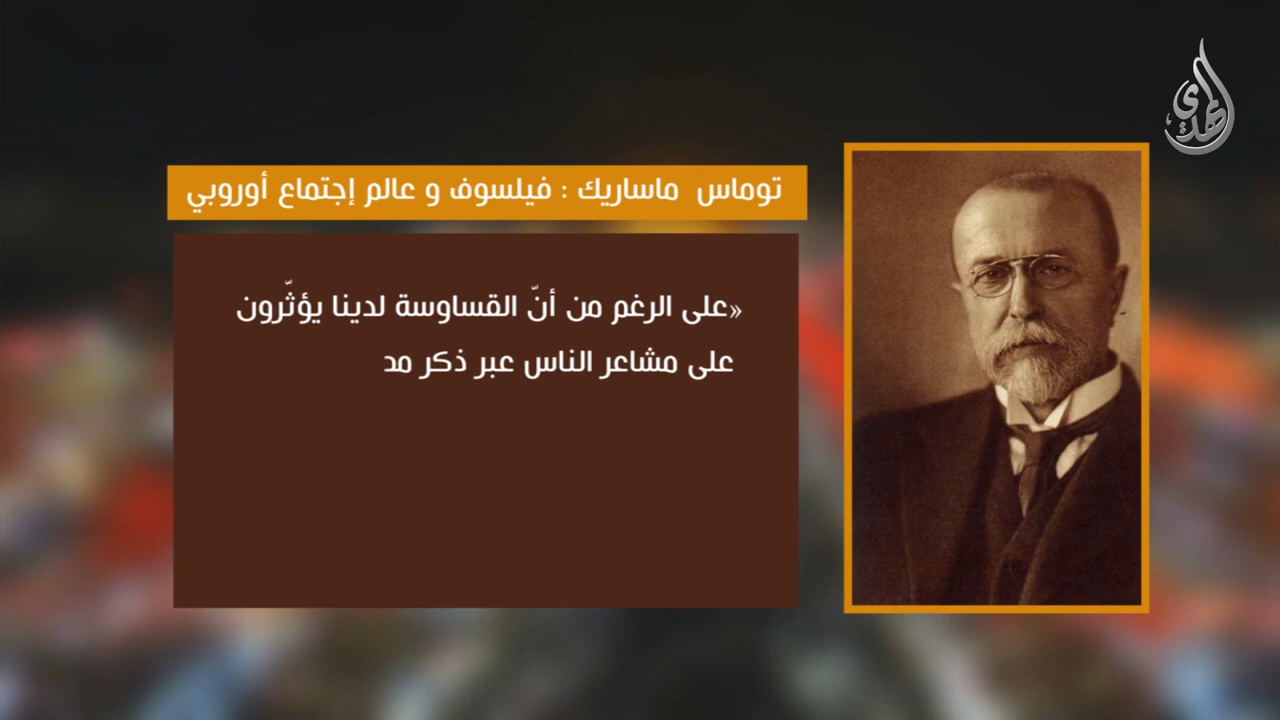 المهدي
توماس ماساريك : فيلسوف و عالم إجتماع أوروبي
«على الرغم من أنّ القساوسة لدينا يؤثّرون
على مشاعر الناس عبر ذكر مد